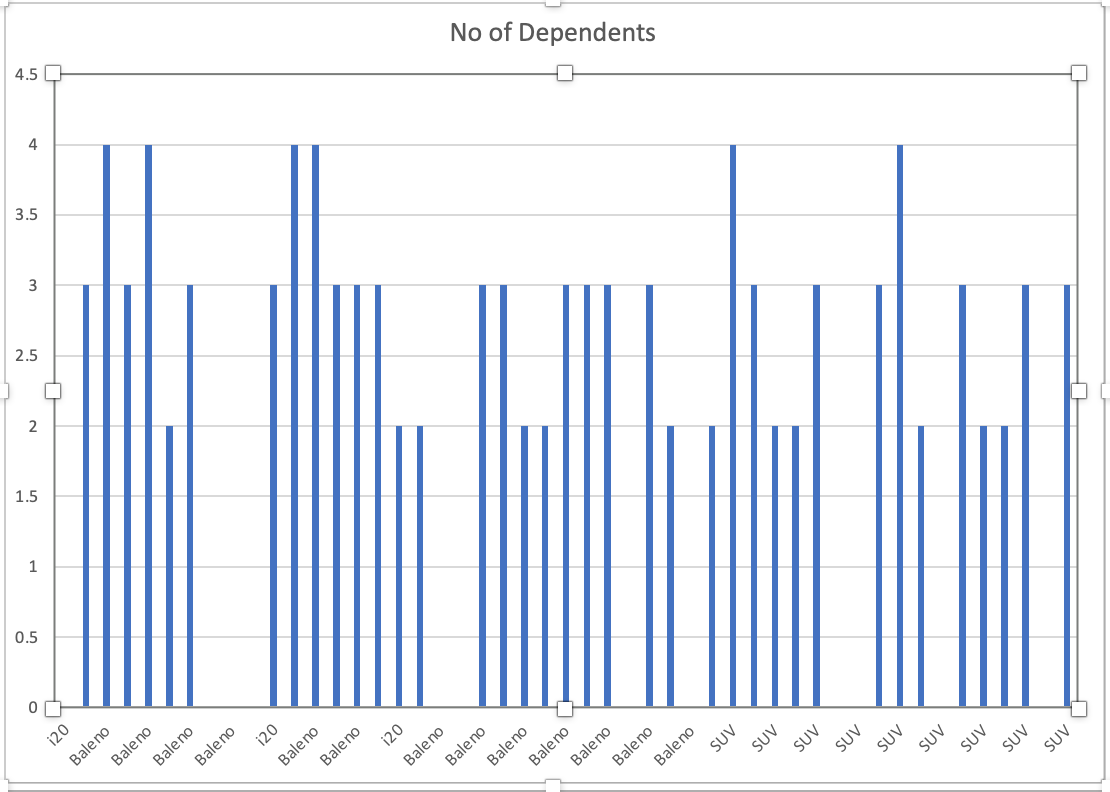 No of Dependents
4.5
4
3.5
3
2.5
2
1.5
1
0.5
0
i20
Baleno
Baleno
Baleno
Baleno
i20
Baleno
Baleno
i20
Baleno
Baleno
Baleno
Baleno
Baleno
Baleno
Baleno
SUV
SUV
SUV
SUV
SUV
SUV
SUV
SUV
SUV